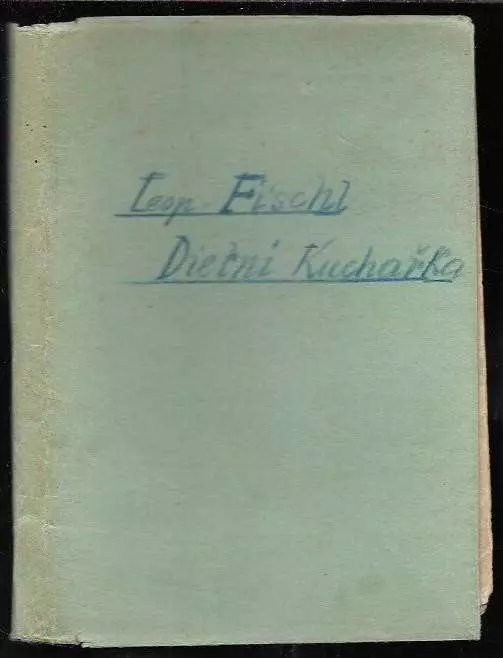 Leop. Fischl
Dietní Kuchařka